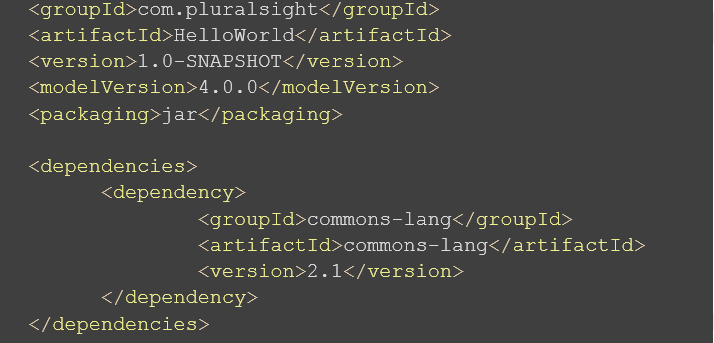 <groupId>com.pluralsight</groupId>
<artifactId>HelloWorld</artifactId>
<version>1.0-SNAPSHOT</version>
<modelVersion>4.0.0</modelVersion>
<packaging>jar</packaging>
<dependencies>
<dependency>
<groupId>commons-lang</groupId>
<artifactId>commons-lang</artifactId>
<version>2.1</version>
</dependency>
</dependencies>